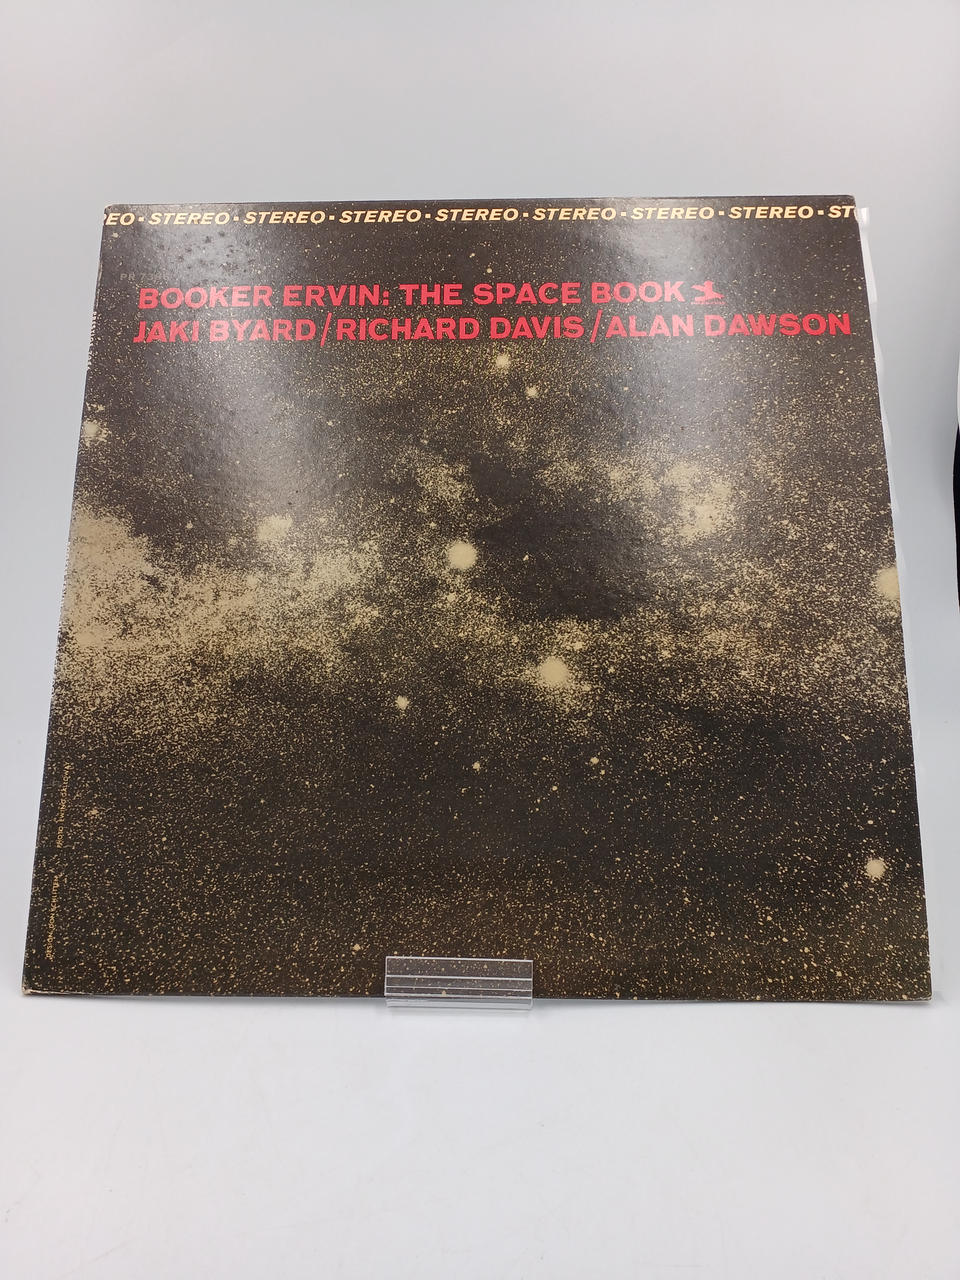 EO • STEREO • STEREO • STEREO • STEREO • STEREO • STEREO • STEREO • ST
BOOKER ERVIN: THE SPACE BOOK
JAKI BYARD/RICHARD DAVIS/ALAN DAWSON